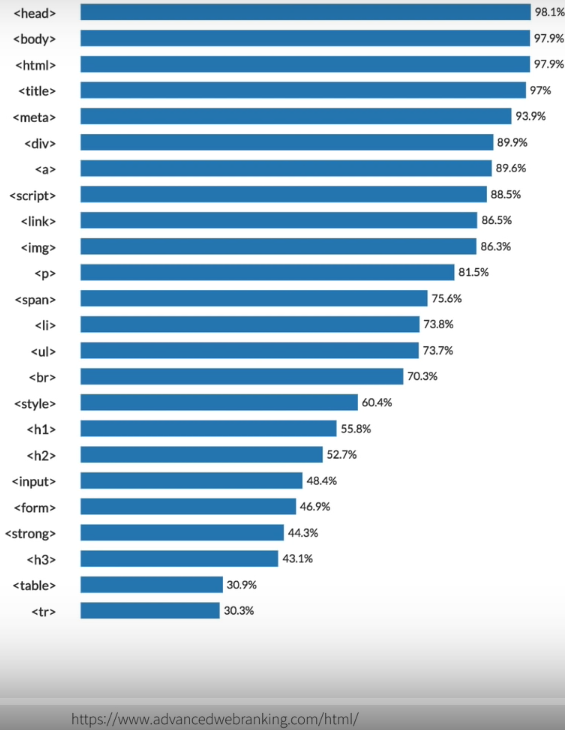 <head> 98.1%
<body> 97.9%
<html> 97.9%
<title> 97%
<meta> 93.9%
<div> 89.9%
<a> 89.6%
<script> 88.5%
<link> 86.5%
<img> 86.3%
<p> 81.5%
<span> 75.6%
<li> 73.8%
<ul> 73.7%
<br> 70.3%
<style> 60.4%
<h1> 55.8%
<h2> 52.7%
<input> 48.4%
<form> 46.9%
<strong> 44.3%
<h3> 43.1%
<table> 30.9%
<tr> 30.3%
https://www.advancedwebranking.com/html/